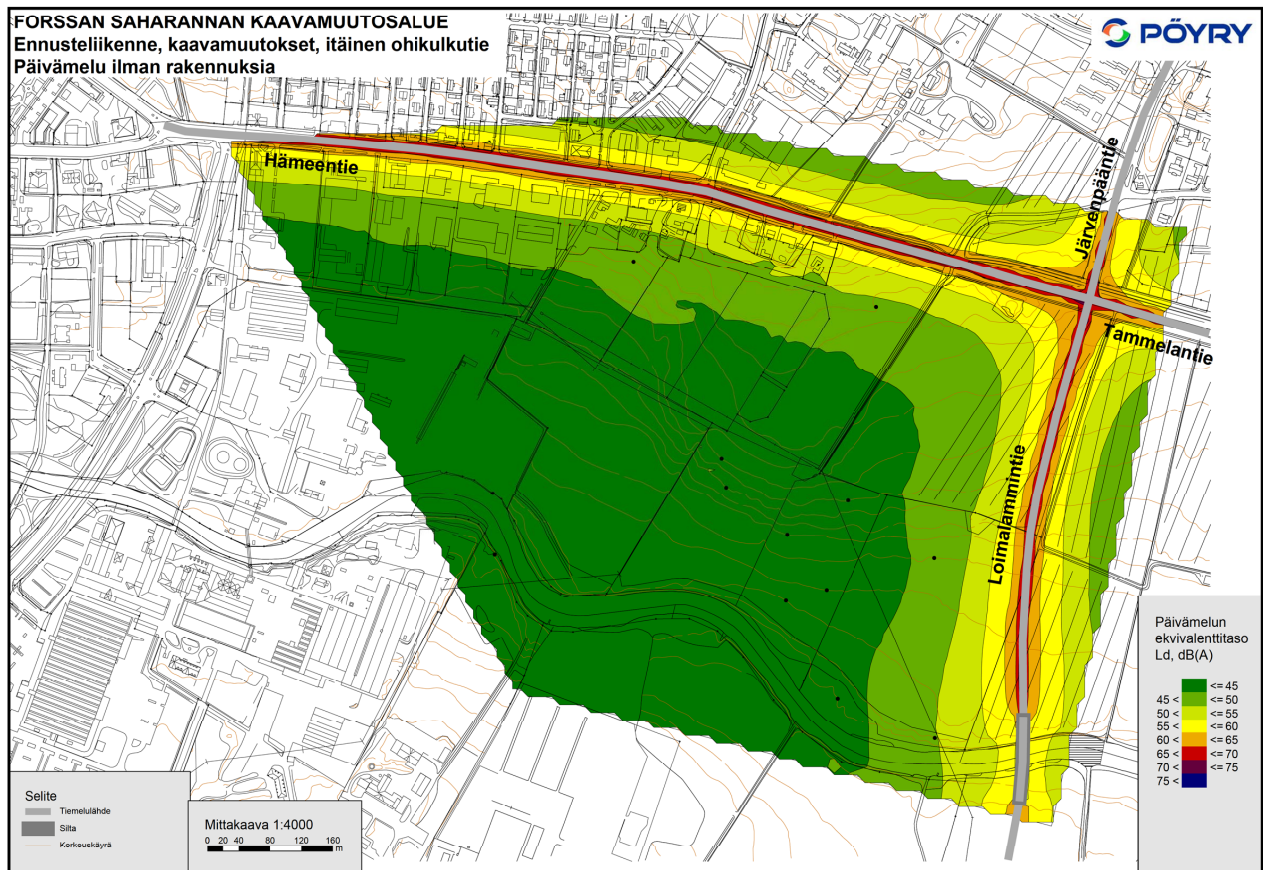 FORSSAN SAHARANNAN KAAVAMUUTOSALUE
Ennusteliikenne, kaavamuutokset, itäinen ohikulkutie
Päivämelu ilman rakennuksia
PÖYRY
Hämeentie
Järvenpääntie
Tammelantie
Loimalammintie
Päivämelun
ekvivalenttitaso
Ld, dB(A)
<= 45
45 < <= 50
50 < <= 55
55 < <= 60
60 < <= 65
65 < <= 70
70 < <= 75
75 <
Selite
Tiemelulähde
Silta
Korkeuskäyrä
Mittakaava 1:4000
0 20 40 80 120 160
m